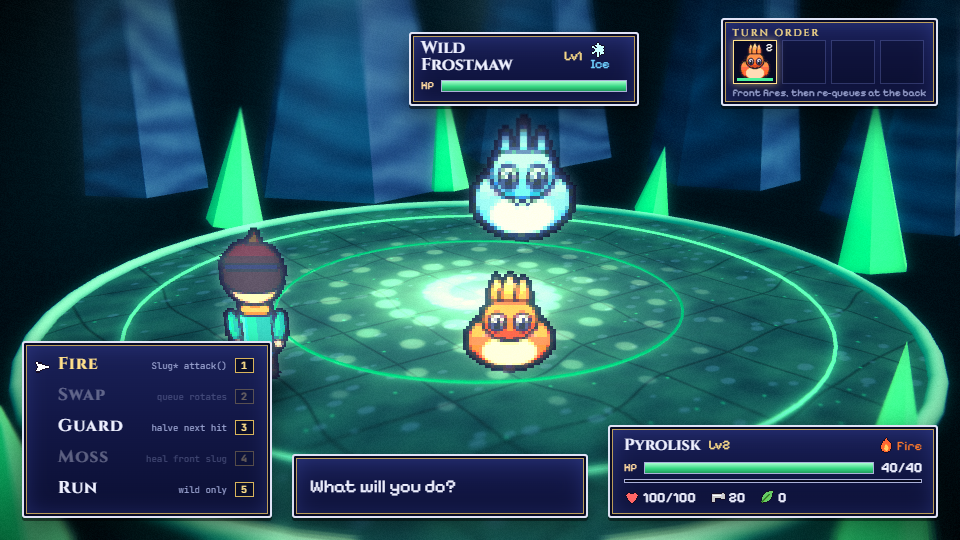 WILD
FROSTMAW
Lv1
Ice
HP
TURN ORDER
2
front fires, then re-queues at the back
FIRE Slug* attack() 1
SWAP queue rotates 2
GUARD halve next hit 3
MOSS heal front slug 4
RUN wild only 5
What will you do?
PYROLISK Lv2 Fire
HP 40/40
100/100 20 0